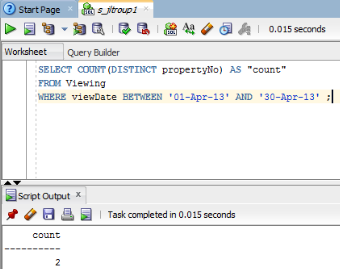 Start Page
s_jltroup1
0.015 seconds
Worksheet
Query Builder
SELECT COUNT(DISTINCT propertyNo) AS "count"
FROM Viewing
WHERE viewDate BETWEEN '01-Apr-13' AND '30-Apr-13' ;
Script Output x
Task completed in 0.015 seconds
count
----------
2